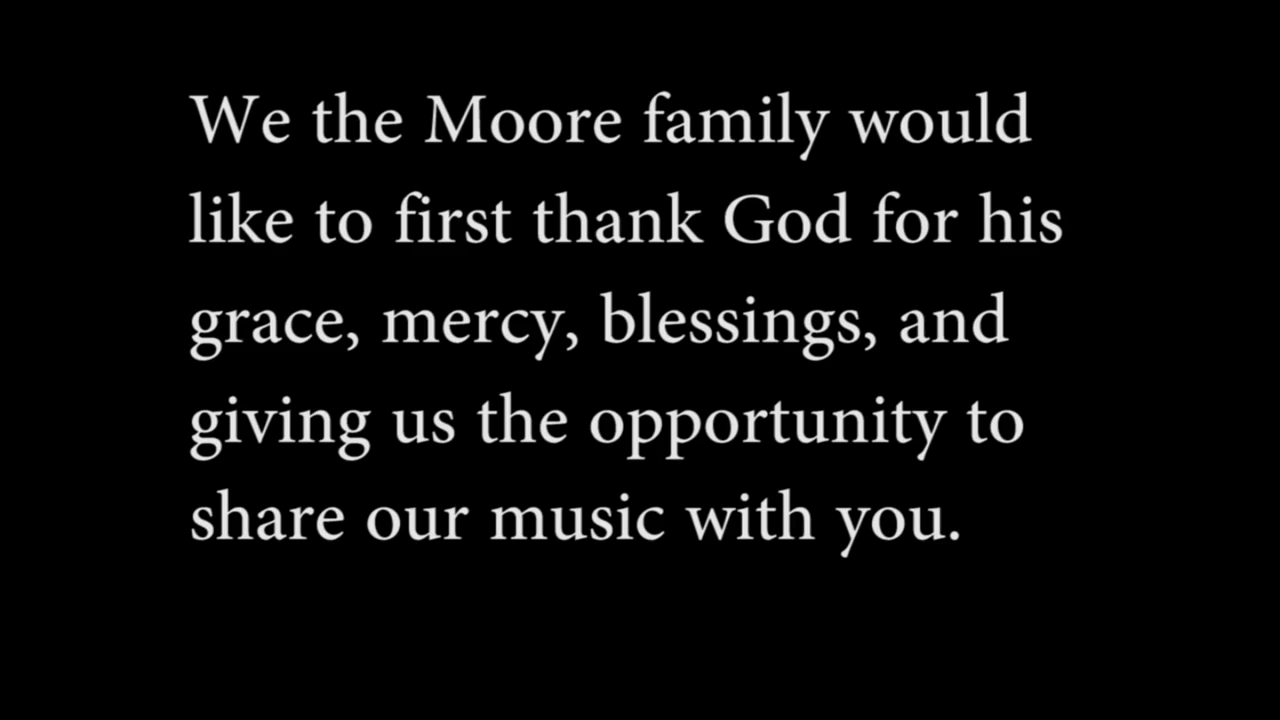 We the Moore family would
like to first thank God for his
grace, mercy, blessings, and
giving us the opportunity to
share our music with you.